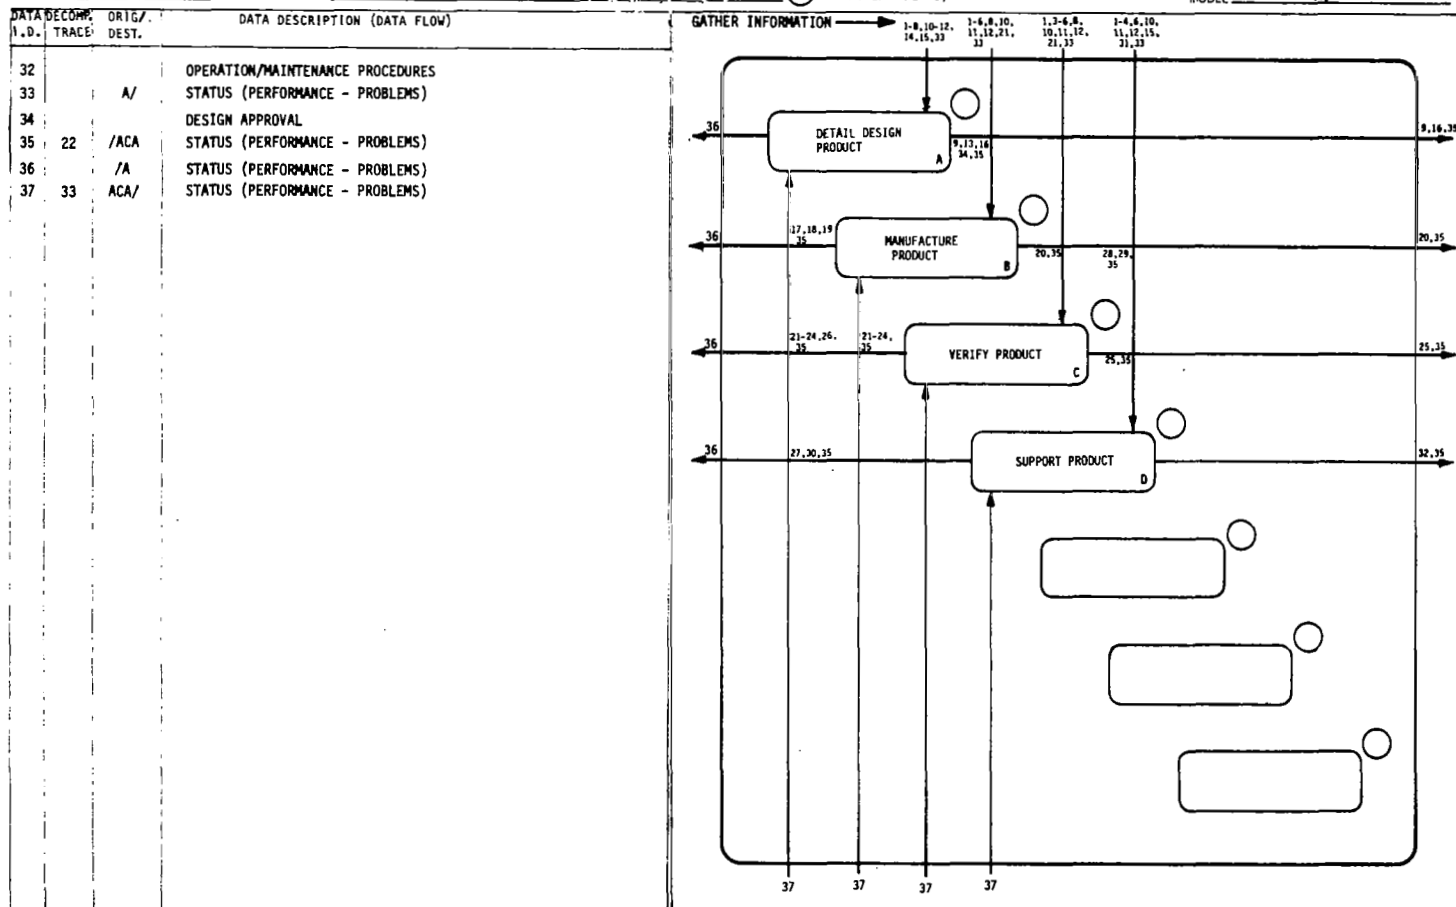 DATA DECOMP. ORIG/. DATA DESCRIPTION (DATA FLOW)
I.D. TRACE DEST.
32 OPERATION/MAINTENANCE PROCEDURES
33 A/ STATUS (PERFORMANCE - PROBLEMS)
34 DESIGN APPROVAL
35 22 /ACA STATUS (PERFORMANCE - PROBLEMS)
36 /A STATUS (PERFORMANCE - PROBLEMS)
37 33 ACA/ STATUS (PERFORMANCE - PROBLEMS)
MODEL
GATHER INFORMATION
1-8,10-12,
14,15,33
1-6,8,10,
11,12,21,
33
1,3-6,8,
10,11,12,
21,33
1-4,6,10,
11,12,15,
31,33
36
DETAIL DESIGN
PRODUCT
A
9,13,16
34,35
9,16,35
36
17,18,19
35
MANUFACTURE
PRODUCT
B
20,35
28,29,
35
20,35
36
21-24,26,
35
21-24,
35
VERIFY PRODUCT
C
25,35
25,35
36
27,30,35
SUPPORT PRODUCT
D
32,35
37 37 37 37